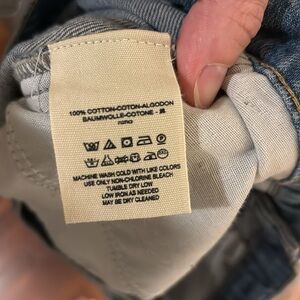 100% COTTON-COTON-ALGODON
BAUMWOLLE-COTONE - 綿
MACHINE WASH COLD WITH LIKE COLORS
USE ONLY NON-CHLORINE BLEACH
TUMBLE DRY LOW
LOW IRON AS NEEDED
MAY BE DRY CLEANED